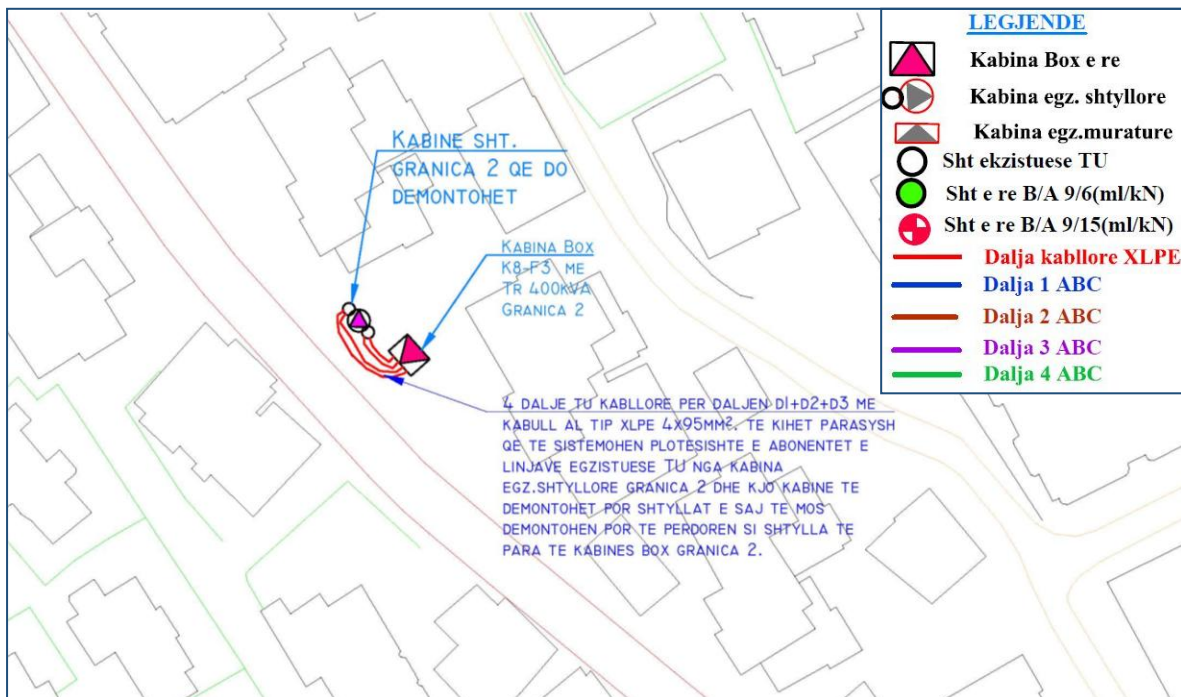 LEGJENDE
Kabina Box e re
Kabina egz. shtyllore
Kabina egz.murature
Sht ekzistuese TU
Sht e re B/A 9/6(ml/kN)
Sht e re B/A 9/15(ml/kN)
Dalja kabllore XLPE
Dalja 1 ABC
Dalja 2 ABC
Dalja 3 ABC
Dalja 4 ABC
KABINE SHT.
GRANICA 2 QE DO
DEMONTOHET
KABINA BOX
K8-F3 ME
TR 400KVA
GRANICA 2
4 DALJE TU KABLLORE PER DALJEN D1+D2+D3 ME
KABULL AL TIP XLPE 4X95MM². TE KIHET PARASYSH
QE TE SISTEMOHEN PLOTESISHTE E ABONENTET E
LINJAVE EGZISTUESE TU NGA KABINA
EGZ.SHTYLLORE GRANICA 2 DHE KJO KABINE TE
DEMONTOHET POR SHTYLLAT E SAJ TE MOS
DEMONTOHEN POR TE PERDOREN SI SHTYLLA TE
PARA TE KABINES BOX GRANICA 2.